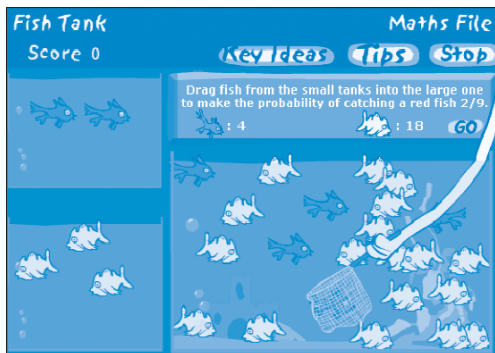 Fish Tank
Maths File
Score 0
Key Ideas
Tips
Stop
Drag fish from the small tanks into the large one
to make the probability of catching a red fish 2/9.
: 4
: 18
GO